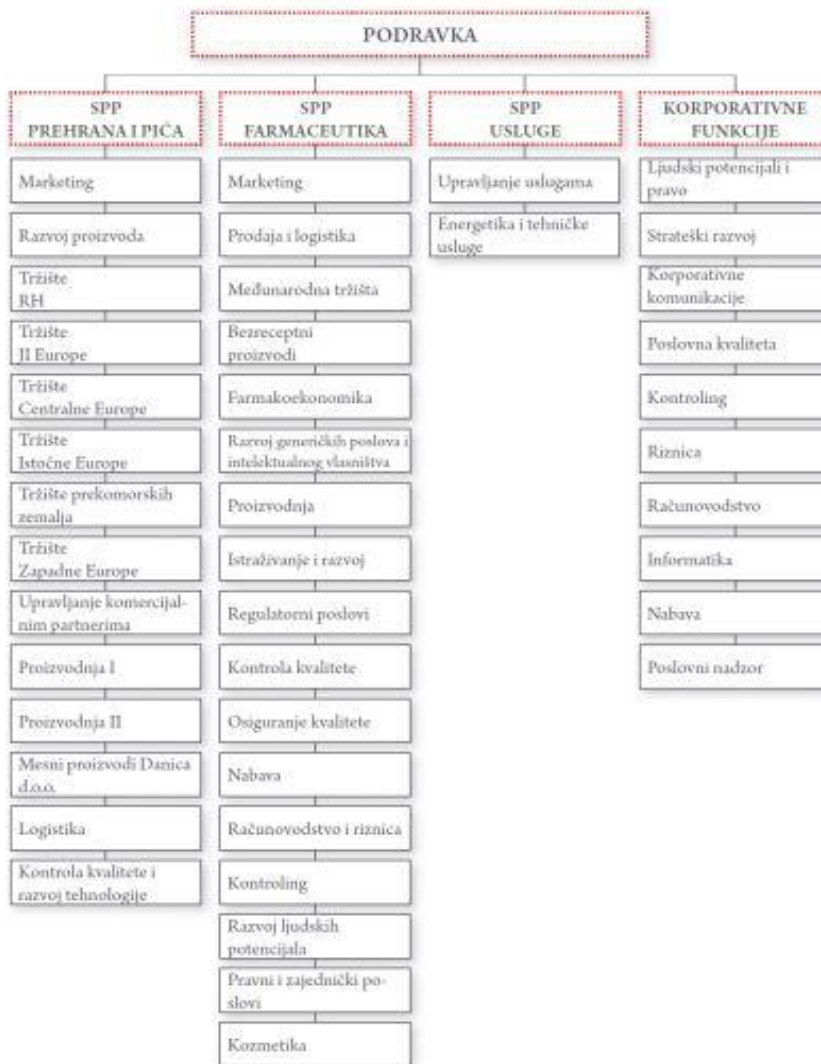 PODRAVKA
SPP
PREHRANA I PIĆA
Marketing
Razvoj proizvoda
Tržište
RH
Tržište
JI Europe
Tržište
Centralne Europe
Tržište
Istočne Europe
Tržište prekomorskih
zemalja
Tržište
Zapadne Europe
Upravljanje komercijal-
nim partnerima
Proizvodnja I
Proizvodnja II
Mesni proizvodi Danica
d.o.o.
Logistika
Kontrola kvalitete i
razvoj tehnologije
SPP
FARMACEUTIKA
Marketing
Prodaja i logistika
Međunarodna tržišta
Bezreceptni
proizvodi
Farmakoekonomika
Razvoj generičkih poslova i
intelektualnog vlasništva
Proizvodnja
Istraživanje i razvoj
Regulatorni poslovi
Kontrola kvalitete
Osiguranje kvalitete
Nabava
Računovodstvo i riznica
Kontroling
Razvoj ljudskih
potencijala
Pravni i zajednički po-
slovi
Kozmetika
SPP
USLUGE
Upravljanje uslugama
Energetika i tehničke
usluge
KORPORATIVNE
FUNKCIJE
Ljudski potencijali i
pravo
Strateški razvoj
Korporativne
komunikacije
Poslovna kvaliteta
Kontroling
Riznica
Računovodstvo
Informatika
Nabava
Poslovni nadzor